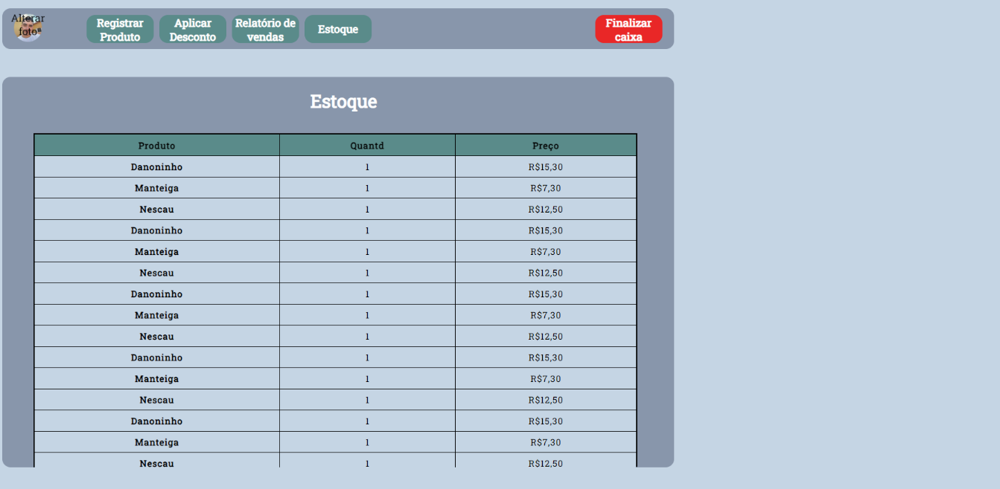 Alterar
foto
Registrar
Produto
Aplicar
Desconto
Relatório de
vendas
Estoque
Finalizar
caixa
Estoque
Produto Quantd Preço
Danoninho 1 R$15,30
Manteiga 1 R$7,30
Nescau 1 R$12,50
Danoninho 1 R$15,30
Manteiga 1 R$7,30
Nescau 1 R$12,50
Danoninho 1 R$15,30
Manteiga 1 R$7,30
Nescau 1 R$12,50
Danoninho 1 R$15,30
Manteiga 1 R$7,30
Nescau 1 R$12,50
Danoninho 1 R$15,30
Manteiga 1 R$7,30
Nescau 1 R$12,50